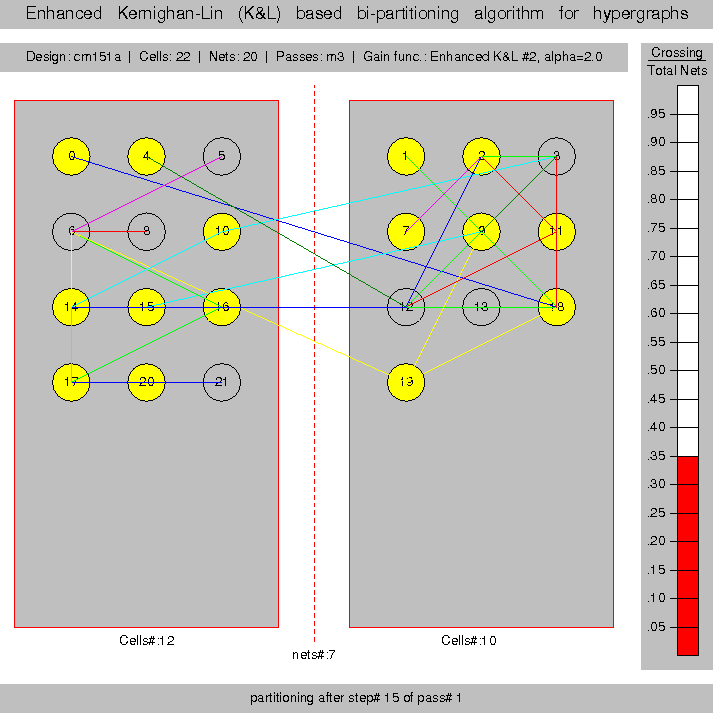 Enhanced Kernighan-Lin (K&L) based bi-partitioning algorithm for hypergraphs
Design: cm151a | Cells: 22 | Nets: 20 | Passes: m3 | Gain func.: Enhanced K&L #2, alpha=2.0
Crossing
Total Nets
.95
.90
.85
.80
.75
.70
.65
.60
.55
.50
.45
.40
.35
.30
.25
.20
.15
.10
.05
0 4 5
6 8 10
14 15 16
17 20 21
1 2 3
7 9 11
12 13 18
19
Cells#:12
Cells#:10
nets#:7
partitioning after step# 15 of pass# 1